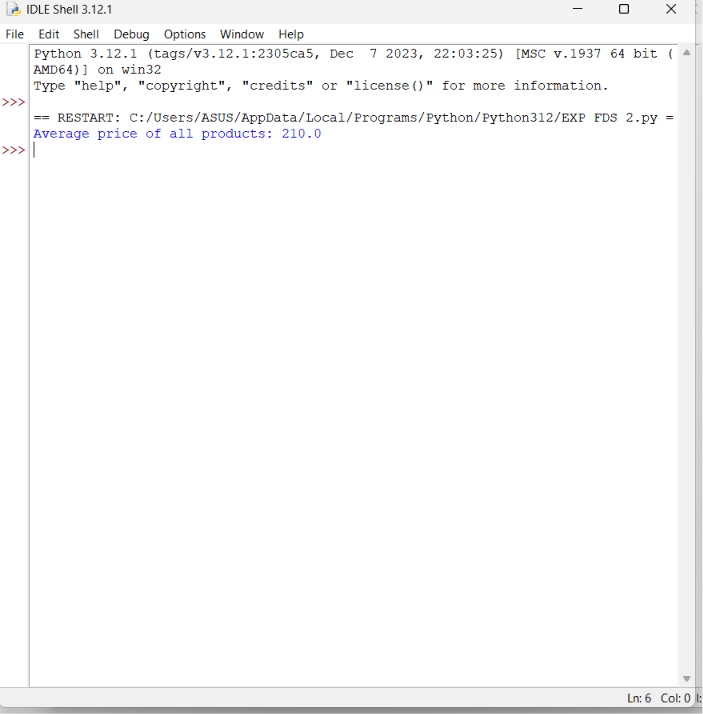 IDLE Shell 3.12.1
File Edit Shell Debug Options Window Help
Python 3.12.1 (tags/v3.12.1:2305ca5, Dec  7 2023, 22:03:25) [MSC v.1937 64 bit (
AMD64)] on win32
Type "help", "copyright", "credits" or "license()" for more information.
>>>
== RESTART: C:/Users/ASUS/AppData/Local/Programs/Python/Python312/EXP FDS 2.py =
Average price of all products: 210.0
>>>
Ln: 6 Col: 0